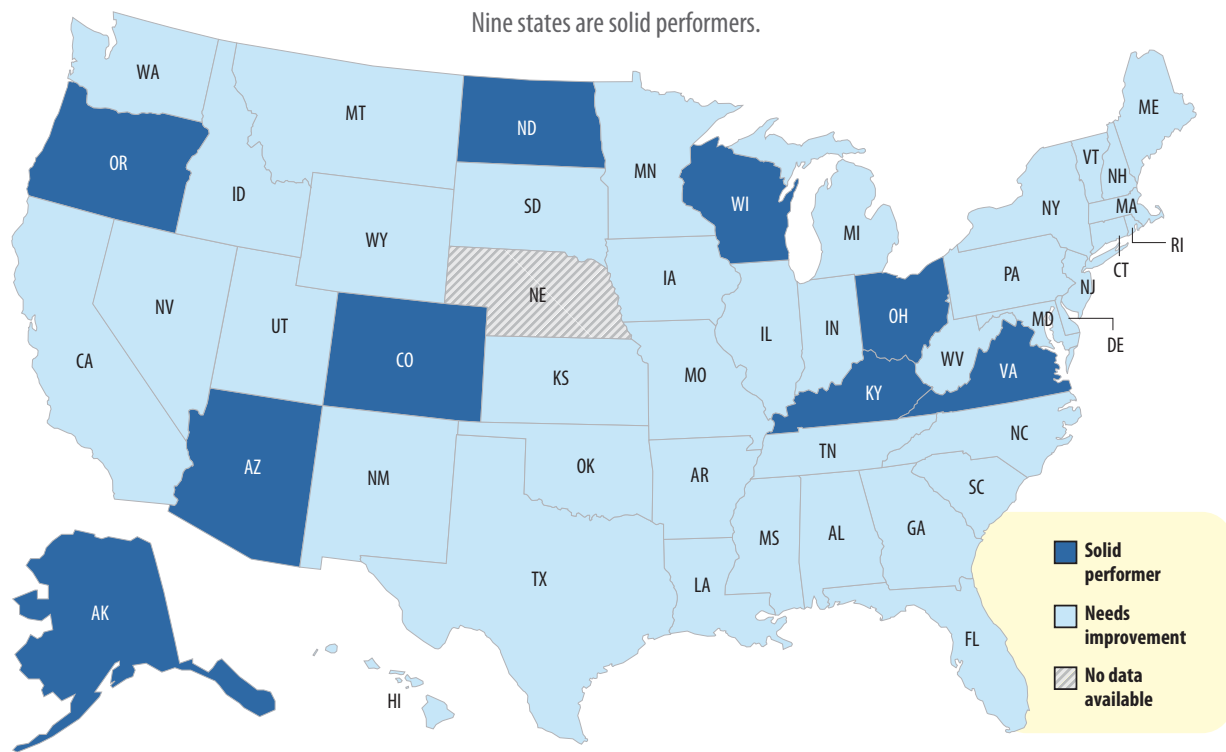 Nine states are solid performers.
WA
MT
ND
ME
OR
ID
MN
VT
NH
SD
WI
NY
MA
WY
MI
RI
CT
IA
PA
NE
NJ
NV
UT
IL
IN
OH
MD
DE
CA
CO
KS
MO
WV
VA
KY
NC
TN
AZ
NM
OK
AR
SC
MS
AL
GA
TX
LA
AK
FL
HI
Solid
performer
Needs
improvement
No data
available